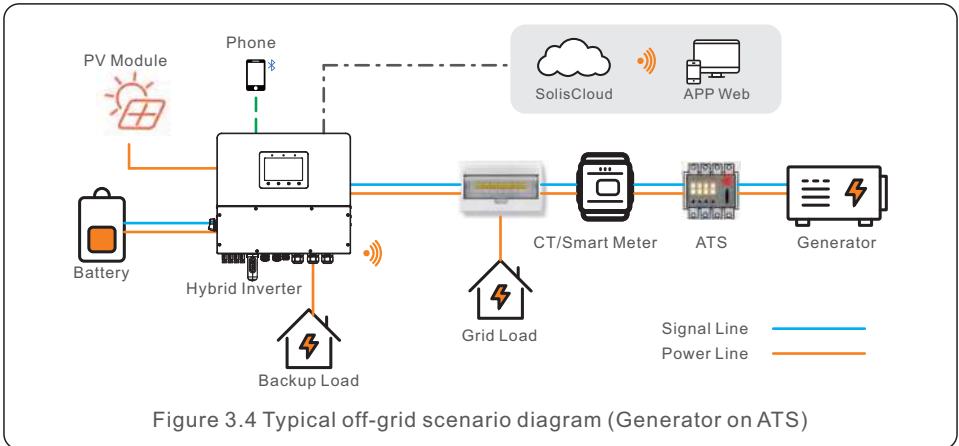 Phone
PV Module
SolisCloud
APP Web
CT/Smart Meter
ATS
Generator
Battery
Hybrid Inverter
Grid Load
Signal Line
Power Line
Backup Load
Figure 3.4 Typical off-grid scenario diagram (Generator on ATS)